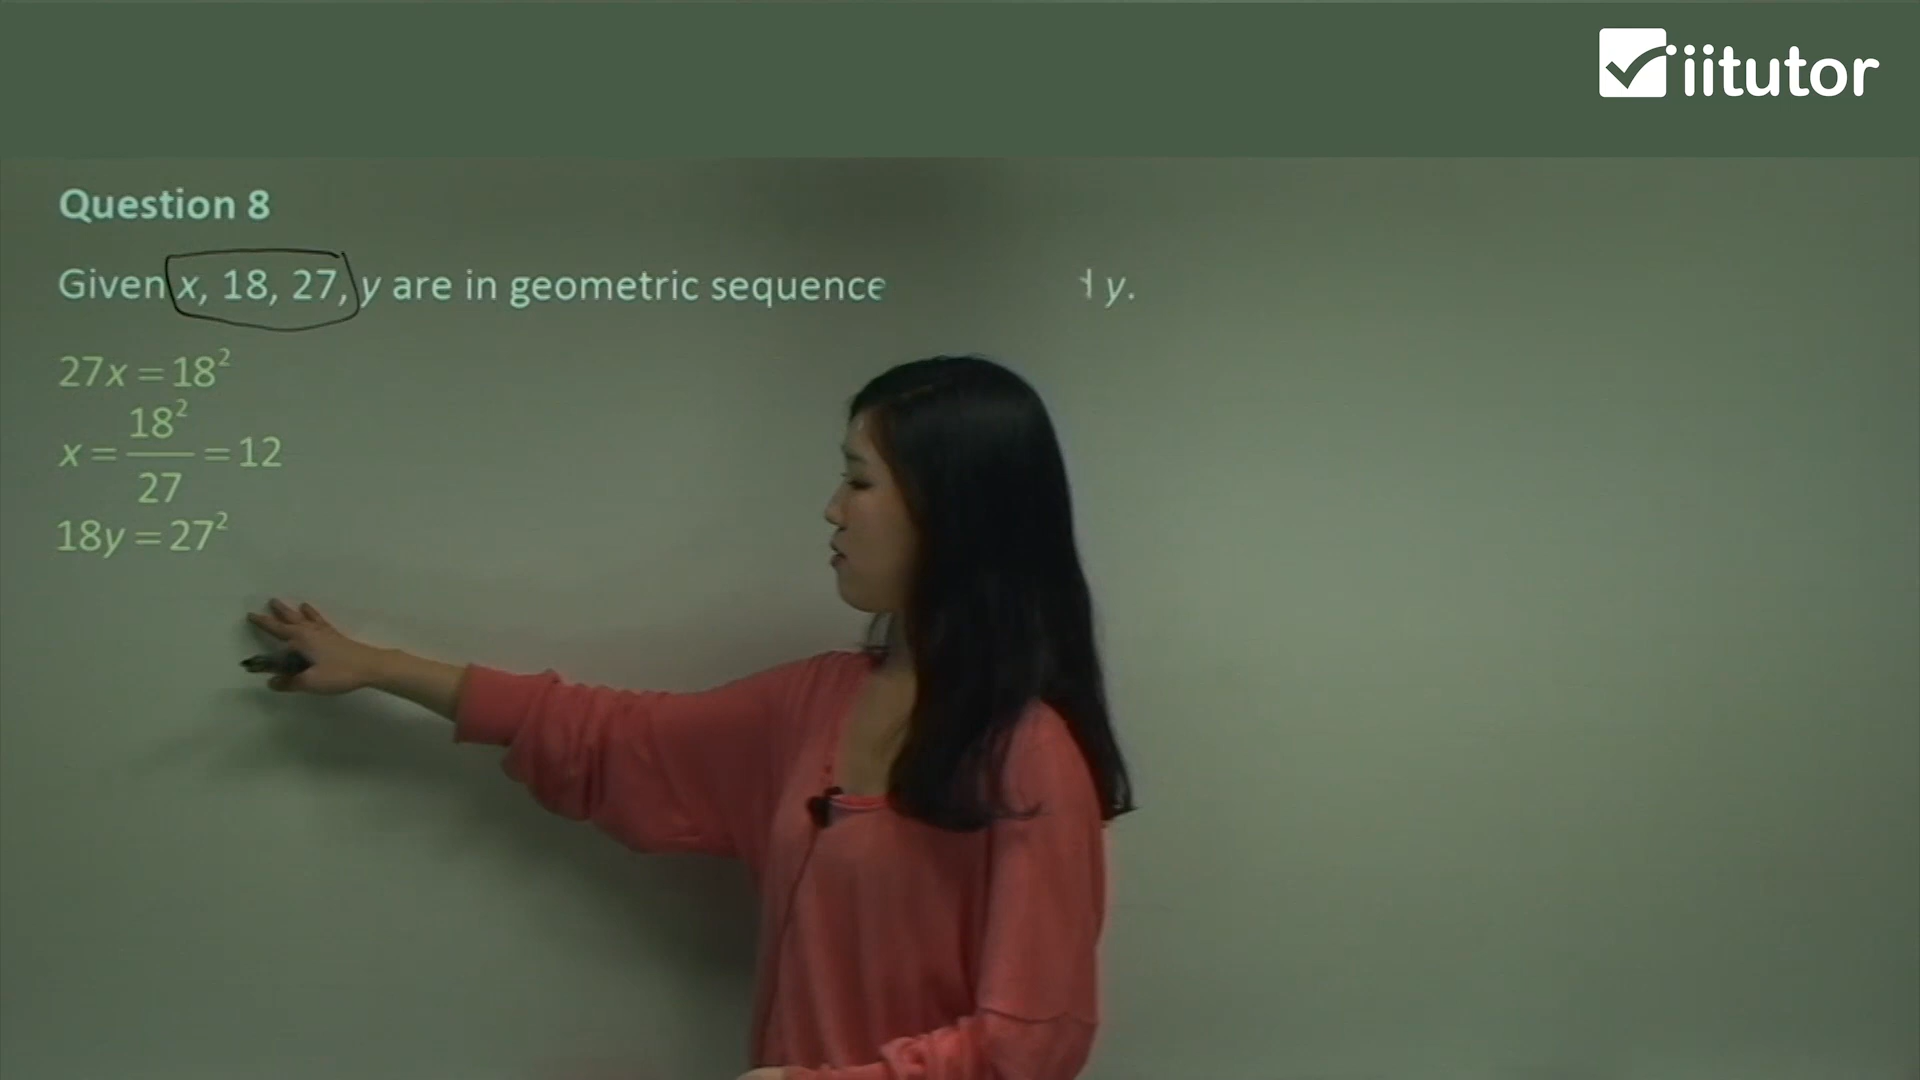 iitutor
Question 8
Given x, 18, 27, y are in geometric sequence y.
27x = 18²
x = 18²/27 = 12
18y = 27²